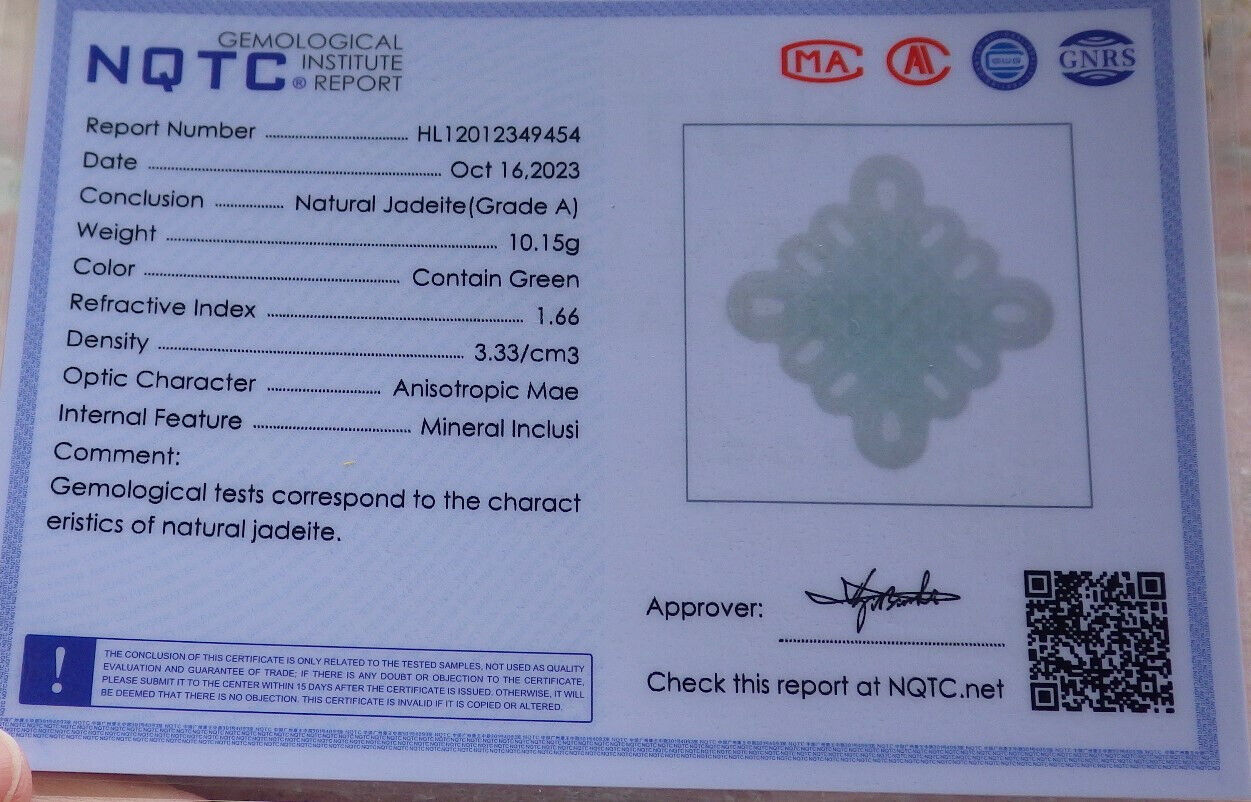 NQTC®
GEMOLOGICAL
INSTITUTE
REPORT
MA
GNRS
Report Number ........ HL12012349454
Date ........ Oct 16,2023
Conclusion ........ Natural Jadeite(Grade A)
Weight ........ 10.15g
Color ........ Contain Green
Refractive Index ........ 1.66
Density ........ 3.33/cm3
Optic Character ........ Anisotropic Mae
Internal Feature ........ Mineral Inclusi
Comment:
Gemological tests correspond to the charact
eristics of natural jadeite.
Approver:
Check this report at NQTC.net
!
THE CONCLUSION OF THIS CERTIFICATE IS ONLY RELATED TO THE TESTED SAMPLES, NOT USED AS QUALITY
EVALUATION AND GUARANTEE OF TRADE; IF THERE IS ANY DOUBT OR OBJECTION TO THE CERTIFICATE,
PLEASE SUBMIT IT TO THE CENTER WITHIN 15 DAYS AFTER THE CERTIFICATE IS ISSUED. OTHERWISE, IT WILL
BE DEEMED THAT THERE IS NO OBJECTION. THIS CERTIFICATE IS INVALID IF IT IS COPIED OR ALTERED.